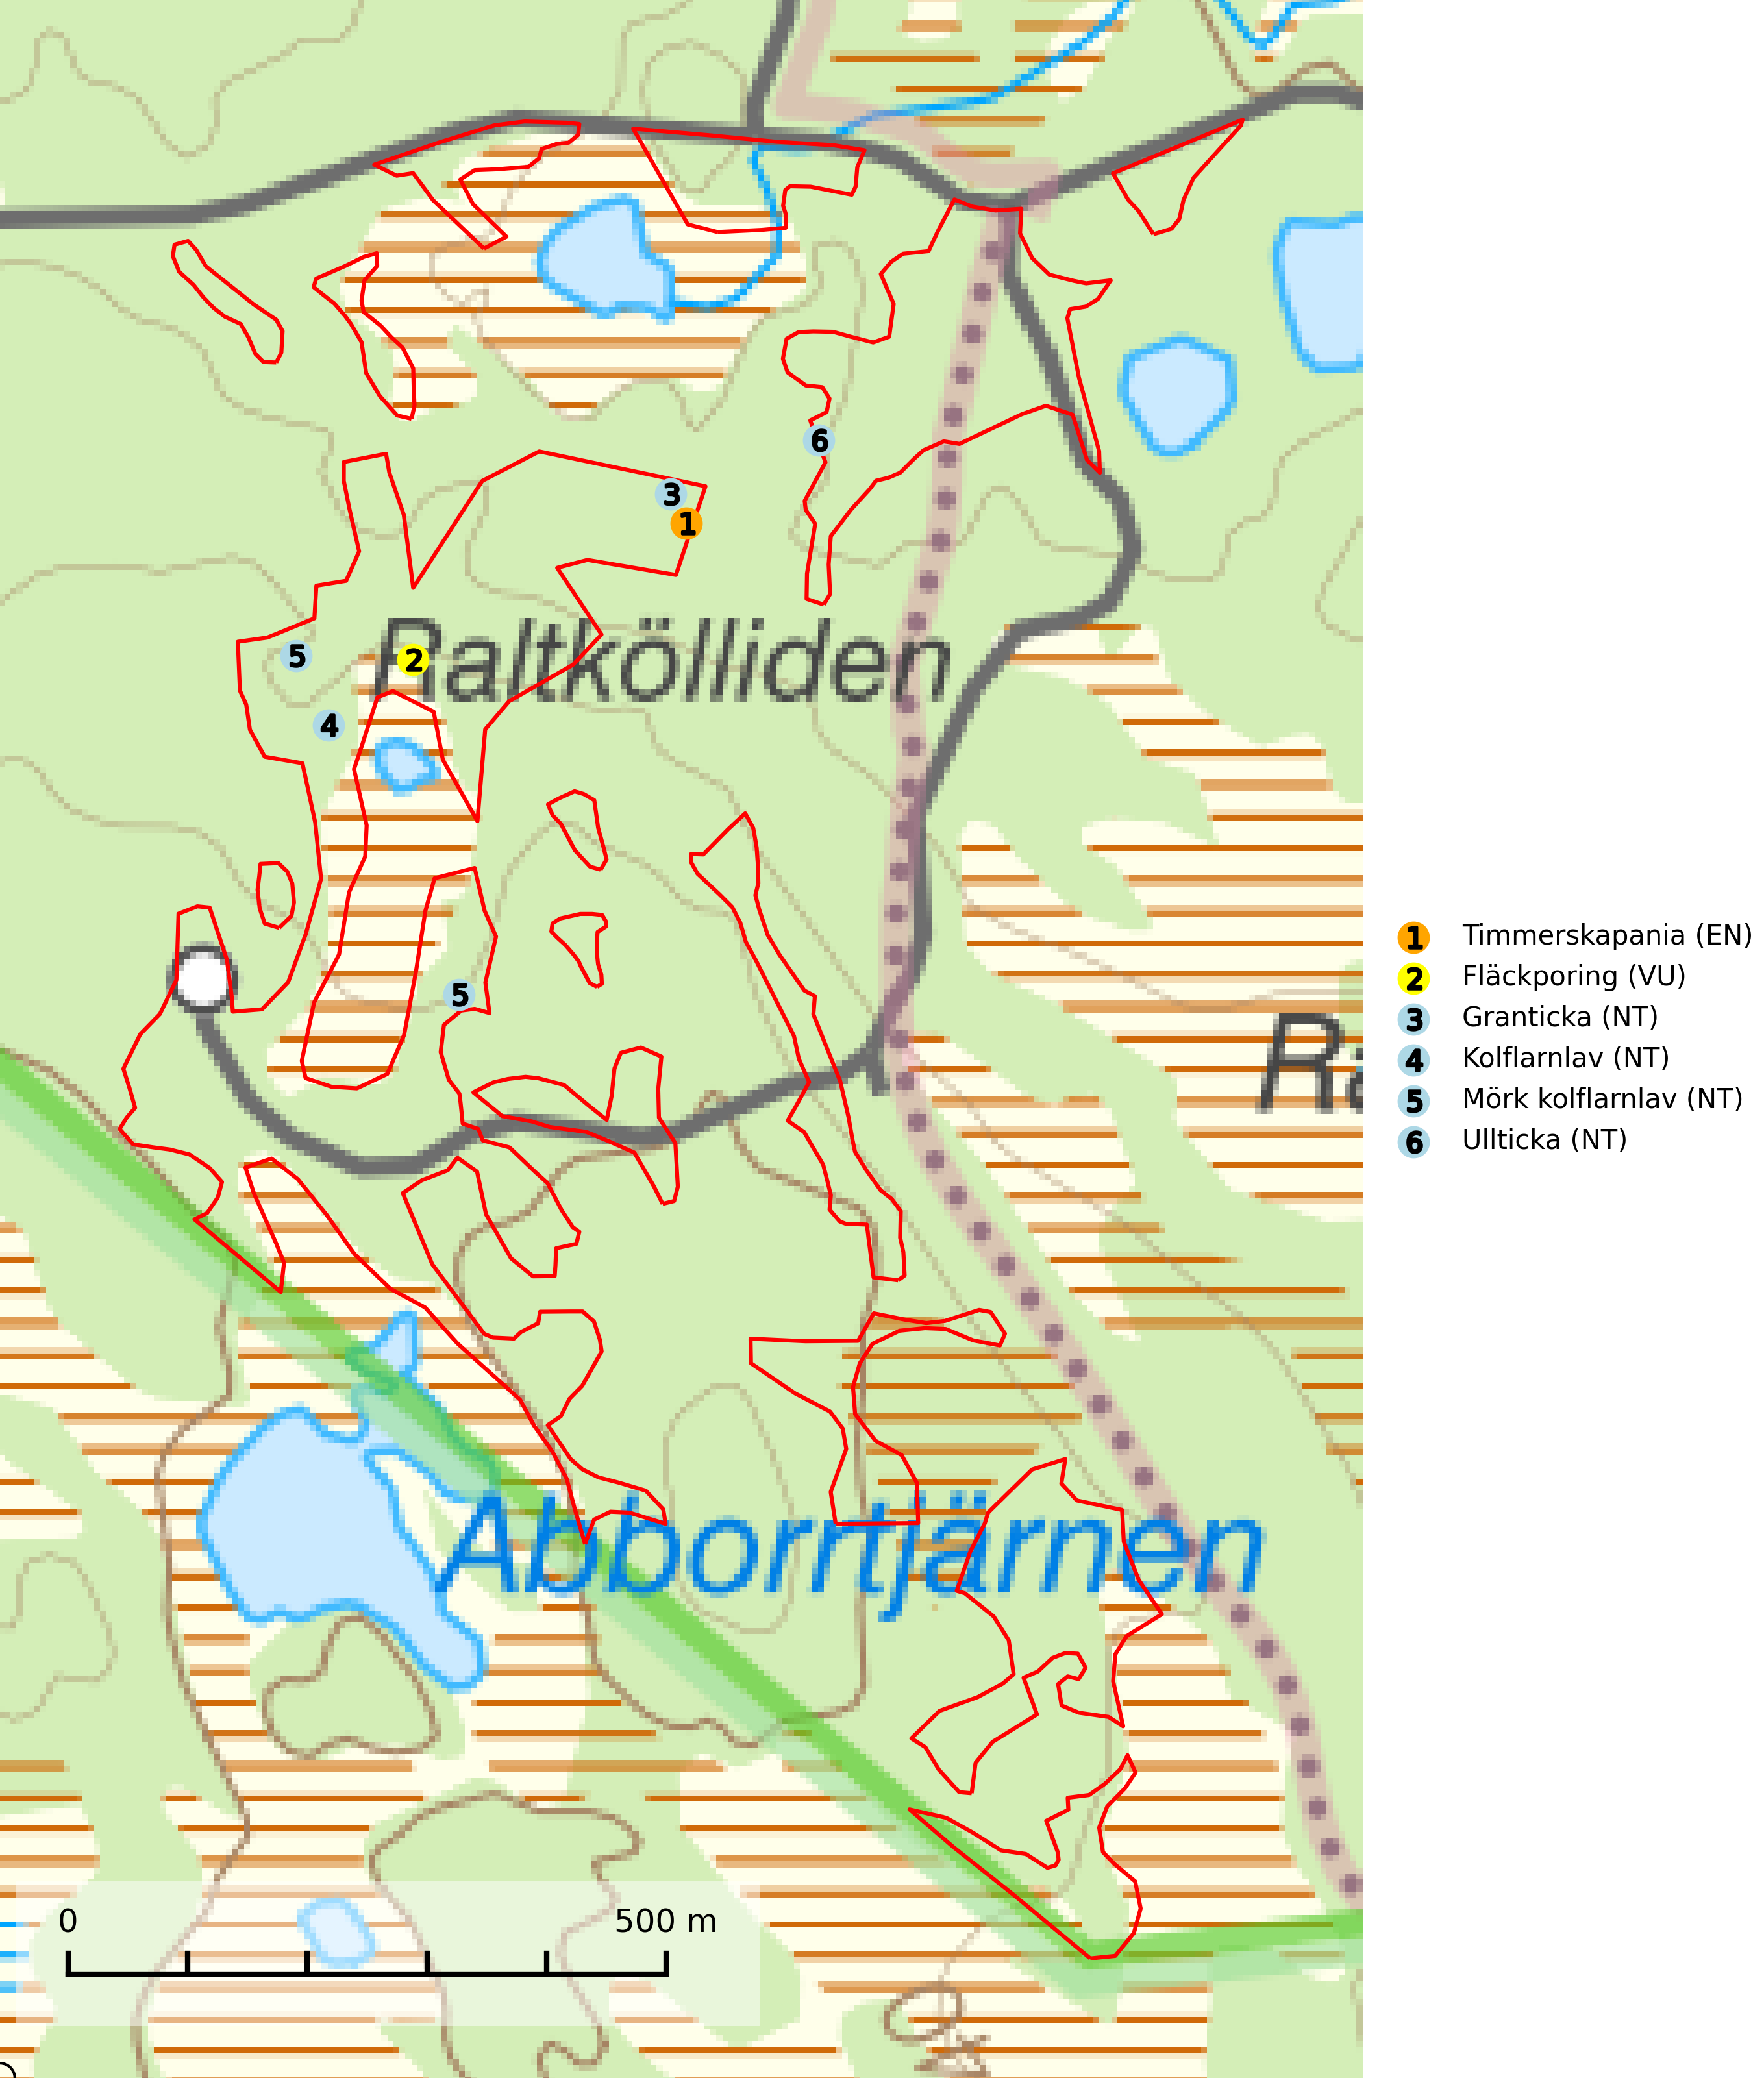 6
3
1
Raltkölliden
5
2
4
5
1 Timmerskapania (EN)
2 Fläckporing (VU)
3 Granticka (NT)
4 Kolflarnlav (NT)
5 Mörk kolflarnlav (NT)
6 Ullticka (NT)
Abborrtjärnen
0 500 m